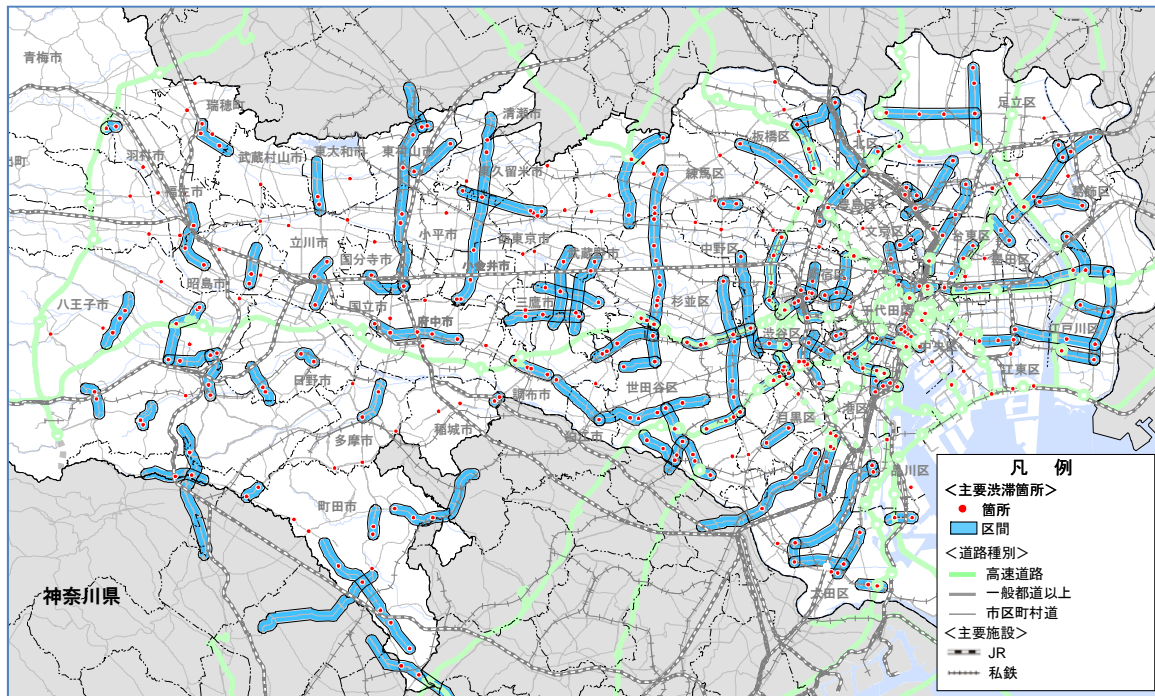 青梅市
瑞穂町
清瀬市
足立区
板橋区
北区
羽村市
武蔵村山市
東大和市
東村山市
東久留米市
練馬区
葛飾区
福生市
豊島区
立川市
小平市
西東京市
文京区
台東区
国分寺市
小金井市
武蔵野市
中野区
新宿区
墨田区
昭島市
八王子市
国立市
府中市
三鷹市
杉並区
渋谷区
千代田区
江戸川区
中央区
江東区
日野市
調布市
世田谷区
目黒区
港区
多摩市
稲城市
狛江市
品川区
町田市
大田区
神奈川県
凡 例
<主要渋滞箇所>
箇所
区間
<道路種別>
高速道路
一般都道以上
市区町村道
<主要施設>
JR
私鉄